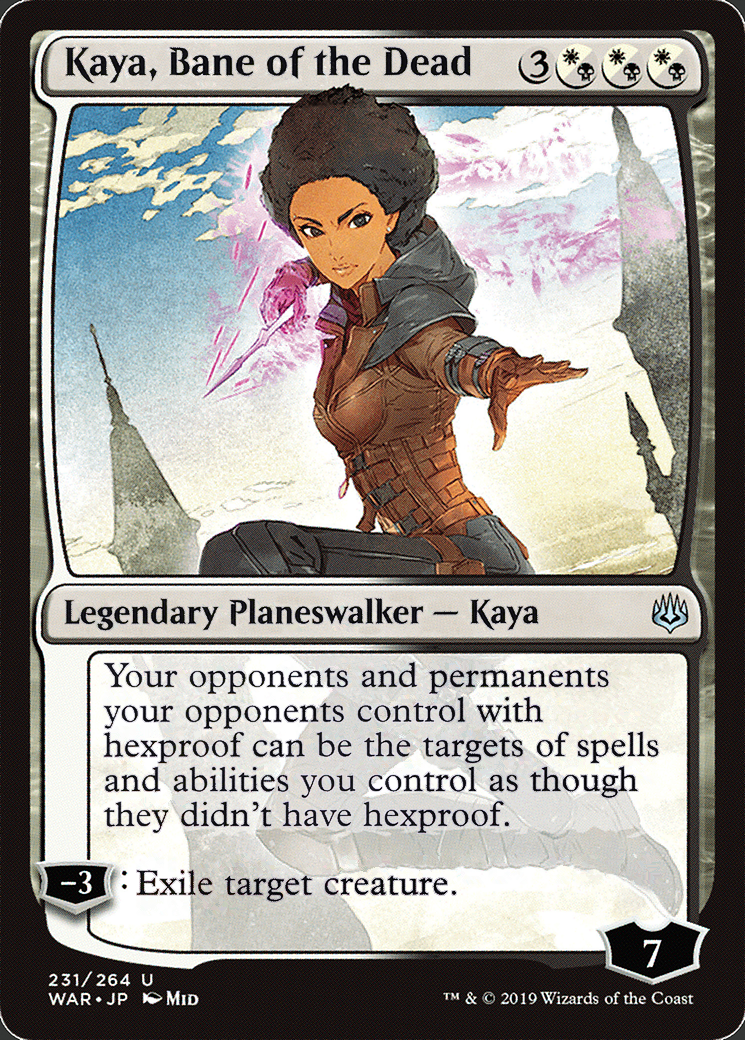 Kaya, Bane of the Dead 3
Legendary Planeswalker — Kaya
Your opponents and permanents
your opponents control with
hexproof can be the targets of spells
and abilities you control as though
they didn't have hexproof.
−3 : Exile target creature.
7
231/264 U
WAR • JP MID
™ & © 2019 Wizards of the Coast